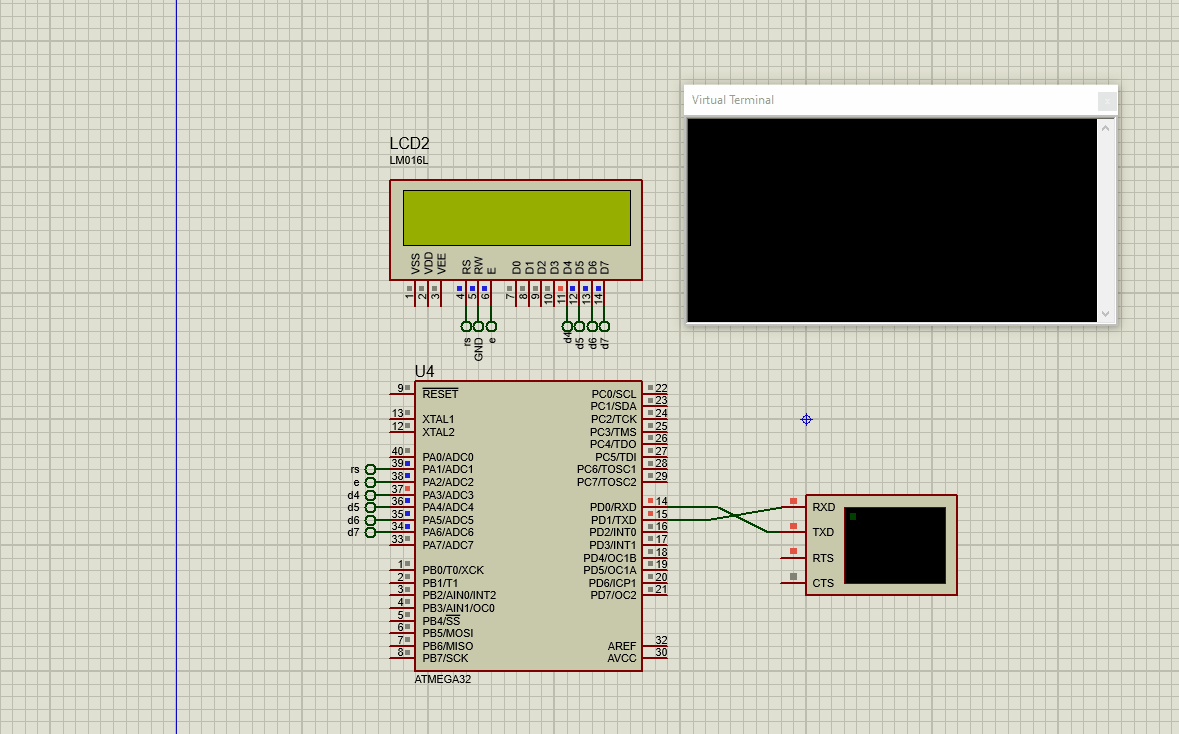 Virtual Terminal
LCD2
LM016L
VSS VDD VEE RS RW E D0 D1 D2 D3 D4 D5 D6 D7
1 2 3 4 5 6 7 8 9 10 11 12 13 14
rs GND e d4 d5 d6 d7
U4
9 RESET PC0/SCL 22
PC1/SDA 23
13 XTAL1 PC2/TCK 24
12 XTAL2 PC3/TMS 25
PC4/TDO 26
40 PA0/ADC0 PC5/TDI 27
rs 39 PA1/ADC1 PC6/TOSC1 28
e 38 PA2/ADC2 PC7/TOSC2 29
d4 37 PA3/ADC3
d5 36 PA4/ADC4 PD0/RXD 14 RXD
d6 35 PA5/ADC5 PD1/TXD 15
d7 34 PA6/ADC6 PD2/INT0 16 TXD
33 PA7/ADC7 PD3/INT1 17
PD4/OC1B 18 RTS
1 PB0/T0/XCK PD5/OC1A 19
2 PB1/T1 PD6/ICP1 20 CTS
3 PB2/AIN0/INT2 PD7/OC2 21
4 PB3/AIN1/OC0
5 PB4/SS
6 PB5/MOSI
7 PB6/MISO AREF 32
8 PB7/SCK AVCC 30
ATMEGA32